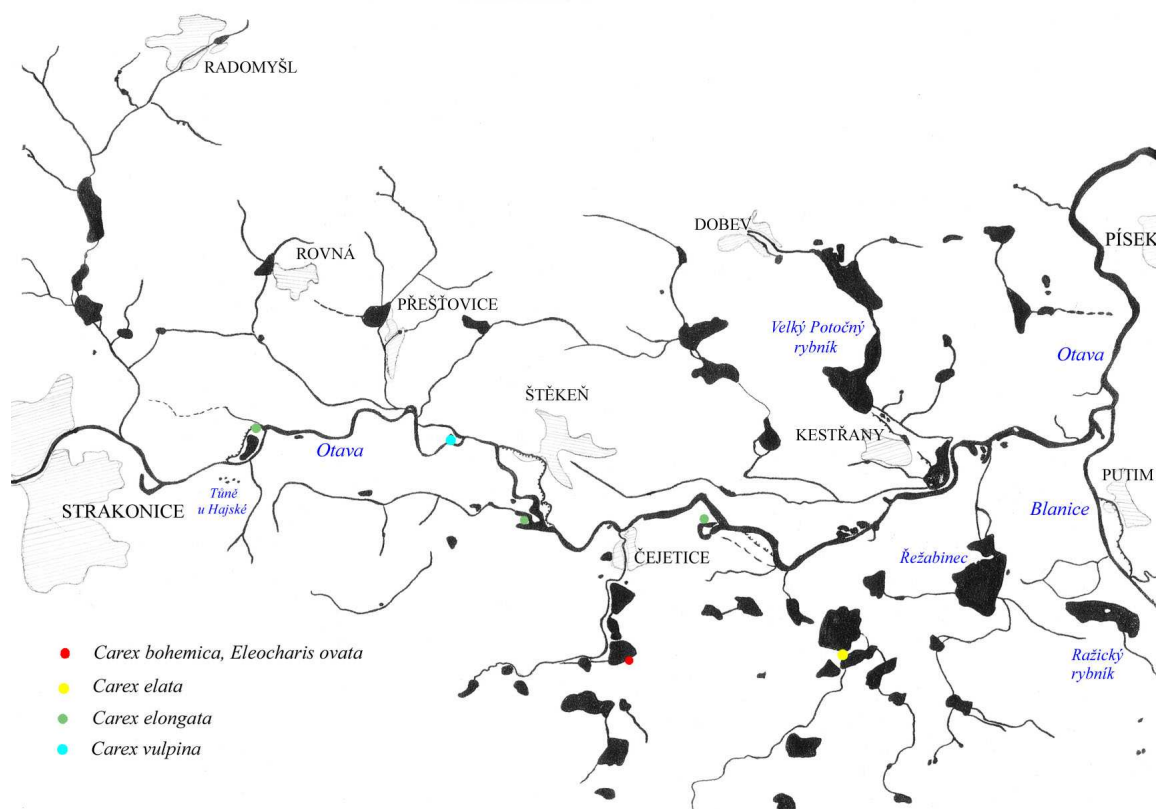 RADOMYŠL
DOBEV
PÍSEK
ROVNÁ
PŘEŠŤOVICE
Velký Potočný
rybník
Otava
ŠTĚKEŇ
KESTŘANY
Otava
PUTIM
STRAKONICE
Tůně
u Hajské
Blanice
ČEJETICE
Řežabinec
Ražický
rybník
Carex bohemica, Eleocharis ovata
Carex elata
Carex elongata
Carex vulpina